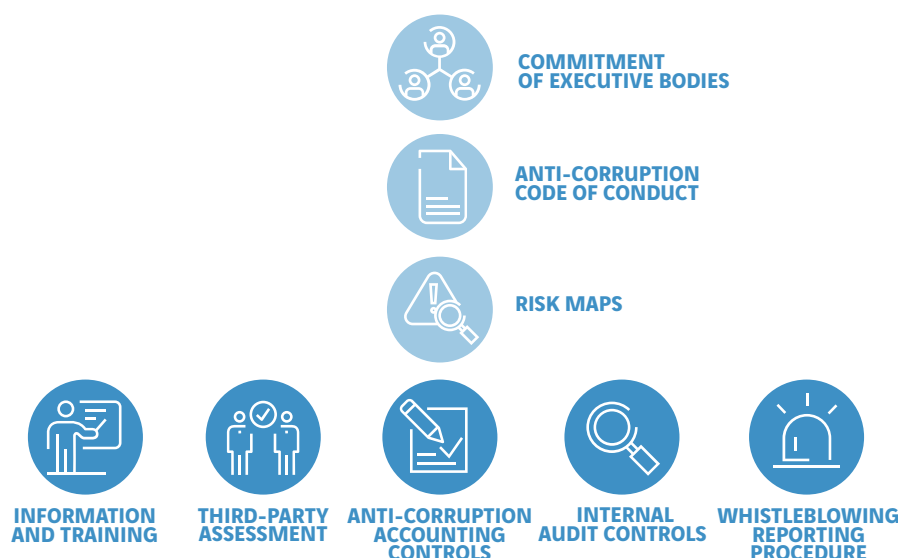 COMMITMENT
OF EXECUTIVE BODIES
ANTI-CORRUPTION
CODE OF CONDUCT
RISK MAPS
INFORMATION
AND TRAINING
THIRD-PARTY
ASSESSMENT
ANTI-CORRUPTION
ACCOUNTING
CONTROLS
INTERNAL
AUDIT CONTROLS
WHISTLEBLOWING
REPORTING
PROCEDURE